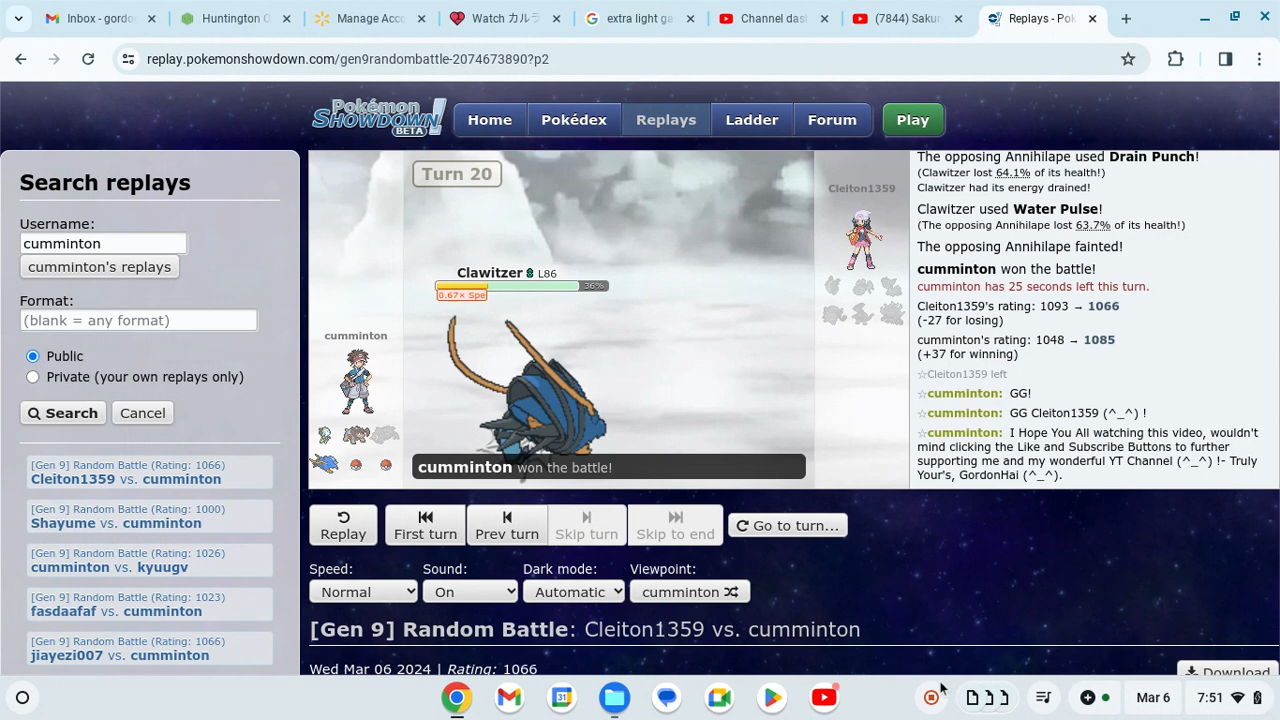 Inbox - gordo
Huntington C
Manage Acco
Watch カルラ
extra light ga
Channel das
(7844) Saku
Replays - Pok
replay.pokemonshowdown.com/gen9randombattle-2074673890?p2
Pokémon
SHOWDOWN!
BETA
Home
Pokédex
Replays
Ladder
Forum
Play
Search replays
Username:
cumminton
cumminton's replays
Format:
(blank = any format)
Public
Private (your own replays only)
Search
Cancel
[Gen 9] Random Battle (Rating: 1066)
Cleiton1359 vs. cumminton
[Gen 9] Random Battle (Rating: 1000)
Shayume vs. cumminton
[Gen 9] Random Battle (Rating: 1026)
cumminton vs. kyuugv
[Gen 9] Random Battle (Rating: 1023)
fasdaafaf vs. cumminton
[Gen 9] Random Battle (Rating: 1066)
jiayezi007 vs. cumminton
Turn 20
Cleiton1359
Clawitzer L86
36%
0.67× Spe
cumminton
cumminton won the battle!
The opposing Annihilape used Drain Punch!
(Clawitzer lost 64.1% of its health!)
Clawitzer had its energy drained!
Clawitzer used Water Pulse!
(The opposing Annihilape lost 63.7% of its health!)
The opposing Annihilape fainted!
cumminton won the battle!
cumminton has 25 seconds left this turn.
Cleiton1359's rating: 1093 → 1066
(-27 for losing)
cumminton's rating: 1048 → 1085
(+37 for winning)
☆Cleiton1359 left
☆cumminton: GG!
☆cumminton: GG Cleiton1359 (^_^) !
☆cumminton: I Hope You All watching this video, wouldn't
mind clicking the Like and Subscribe Buttons to further
supporting me and my wonderful YT Channel (^_^) !- Truly
Your's, GordonHai (^_^).
Replay
First turn
Prev turn
Skip turn
Skip to end
Go to turn...
Speed:
Sound:
Dark mode:
Viewpoint:
Normal
On
Automatic
cumminton
[Gen 9] Random Battle: Cleiton1359 vs. cumminton
Wed Mar 06 2024 | Rating: 1066
Download
Mar 6
7:51